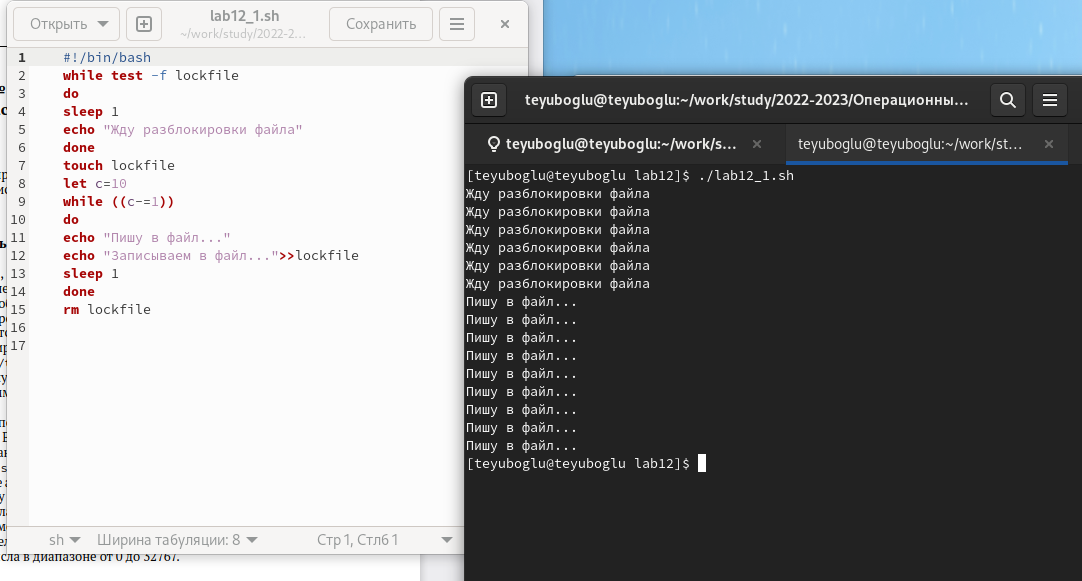 Открыть
lab12_1.sh
~/work/study/2022-2…
Сохранить
1 #!/bin/bash
2 while test -f lockfile
3 do
4 sleep 1
5 echo "Жду разблокировки файла"
6 done
7 touch lockfile
8 let c=10
9 while ((c-=1))
10 do
11 echo "Пишу в файл..."
12 echo "Записываем в файл...">>lockfile
13 sleep 1
14 done
15 rm lockfile
16
17
sh
Ширина табуляции: 8
Стр 1, Стлб 1
сла в диапазоне от 0 до 32767.
teyuboglu@teyuboglu:~/work/study/2022-2023/Операционны…
teyuboglu@teyuboglu:~/work/s…
teyuboglu@teyuboglu:~/work/st…
[teyuboglu@teyuboglu lab12]$ ./lab12_1.sh
Жду разблокировки файла
Жду разблокировки файла
Жду разблокировки файла
Жду разблокировки файла
Жду разблокировки файла
Жду разблокировки файла
Пишу в файл...
Пишу в файл...
Пишу в файл...
Пишу в файл...
Пишу в файл...
Пишу в файл...
Пишу в файл...
Пишу в файл...
Пишу в файл...
[teyuboglu@teyuboglu lab12]$